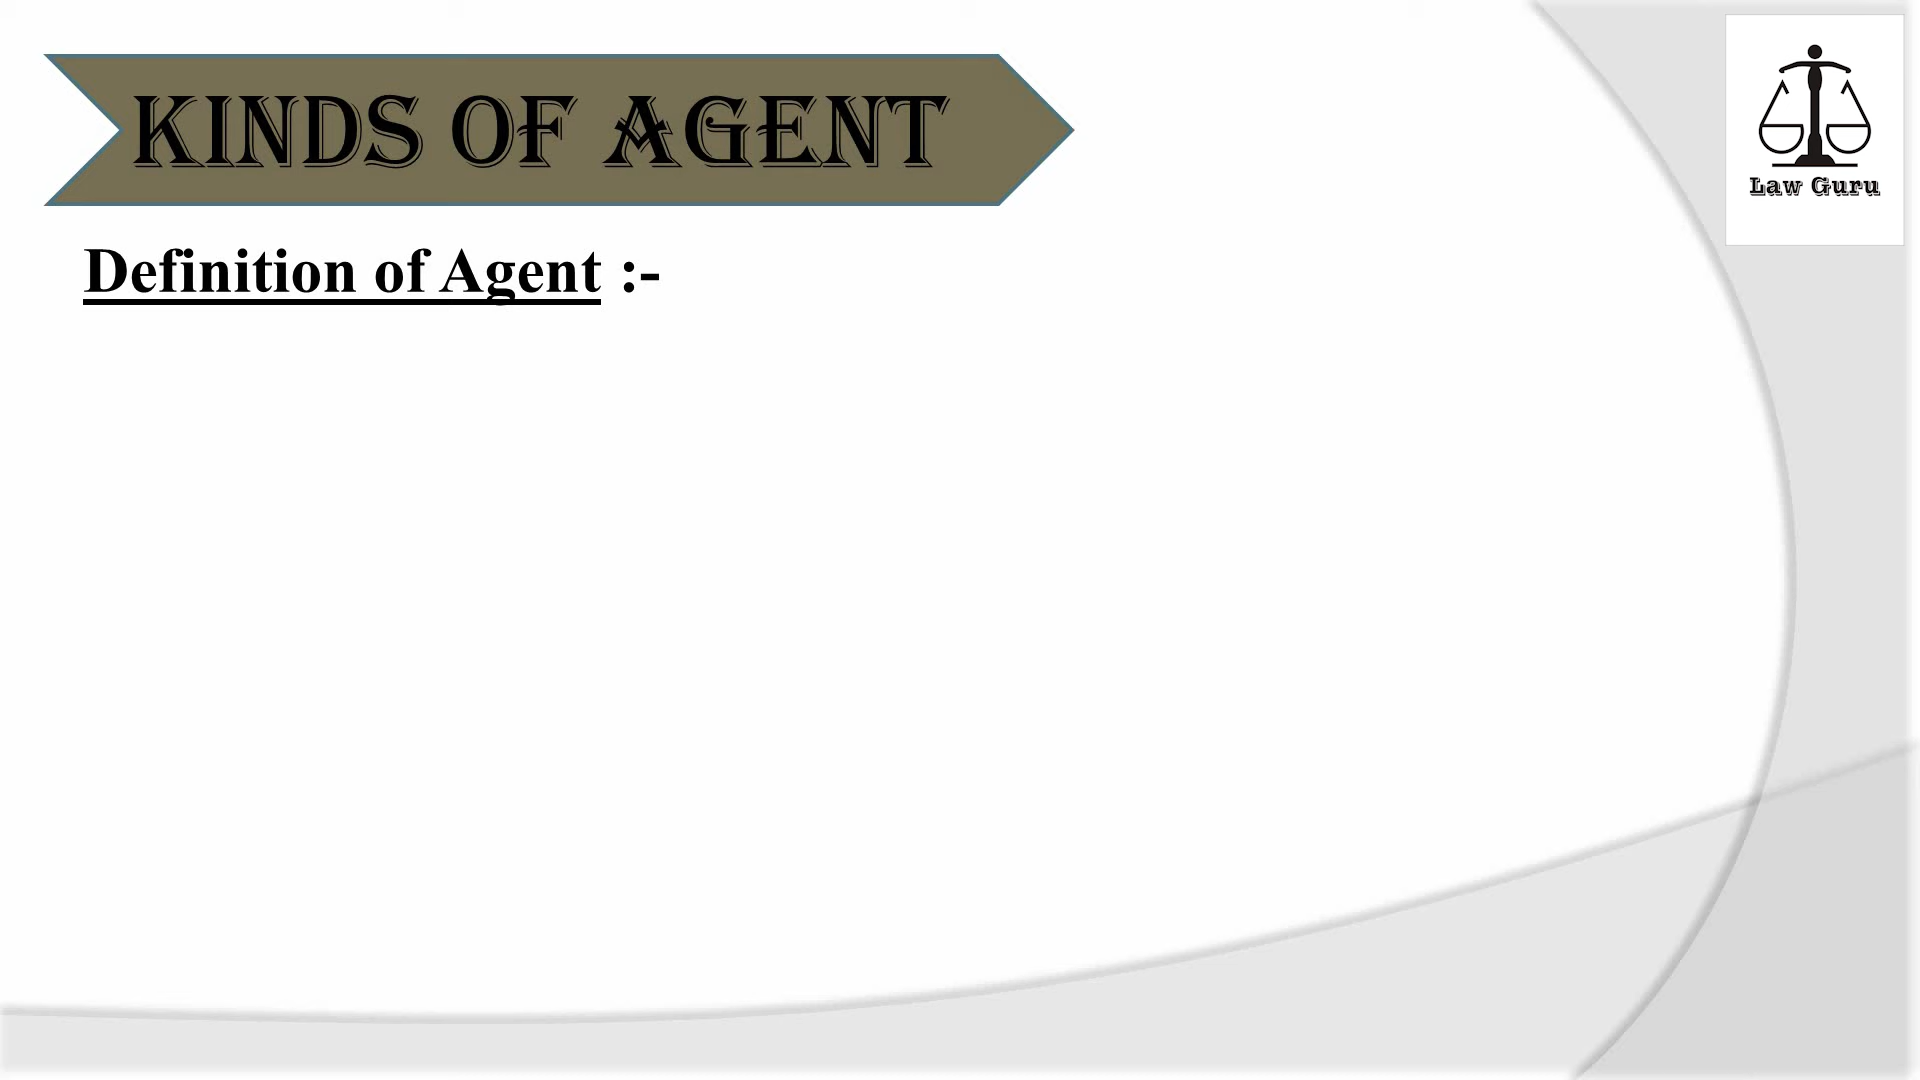 KINDS OF AGENT
Law Guru
Definition of Agent :-